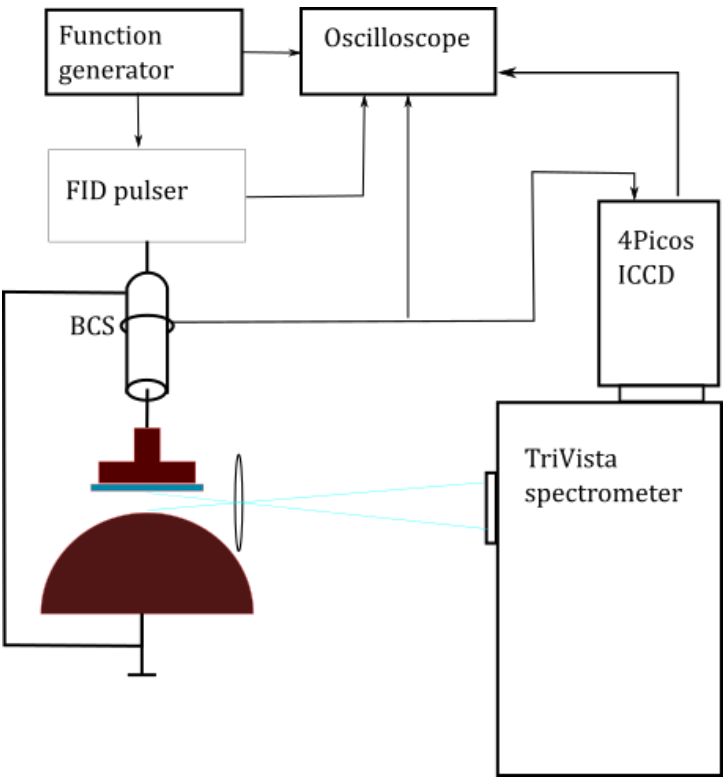 Function
generator
Oscilloscope
FID pulser
4Picos
ICCD
BCS
TriVista
spectrometer